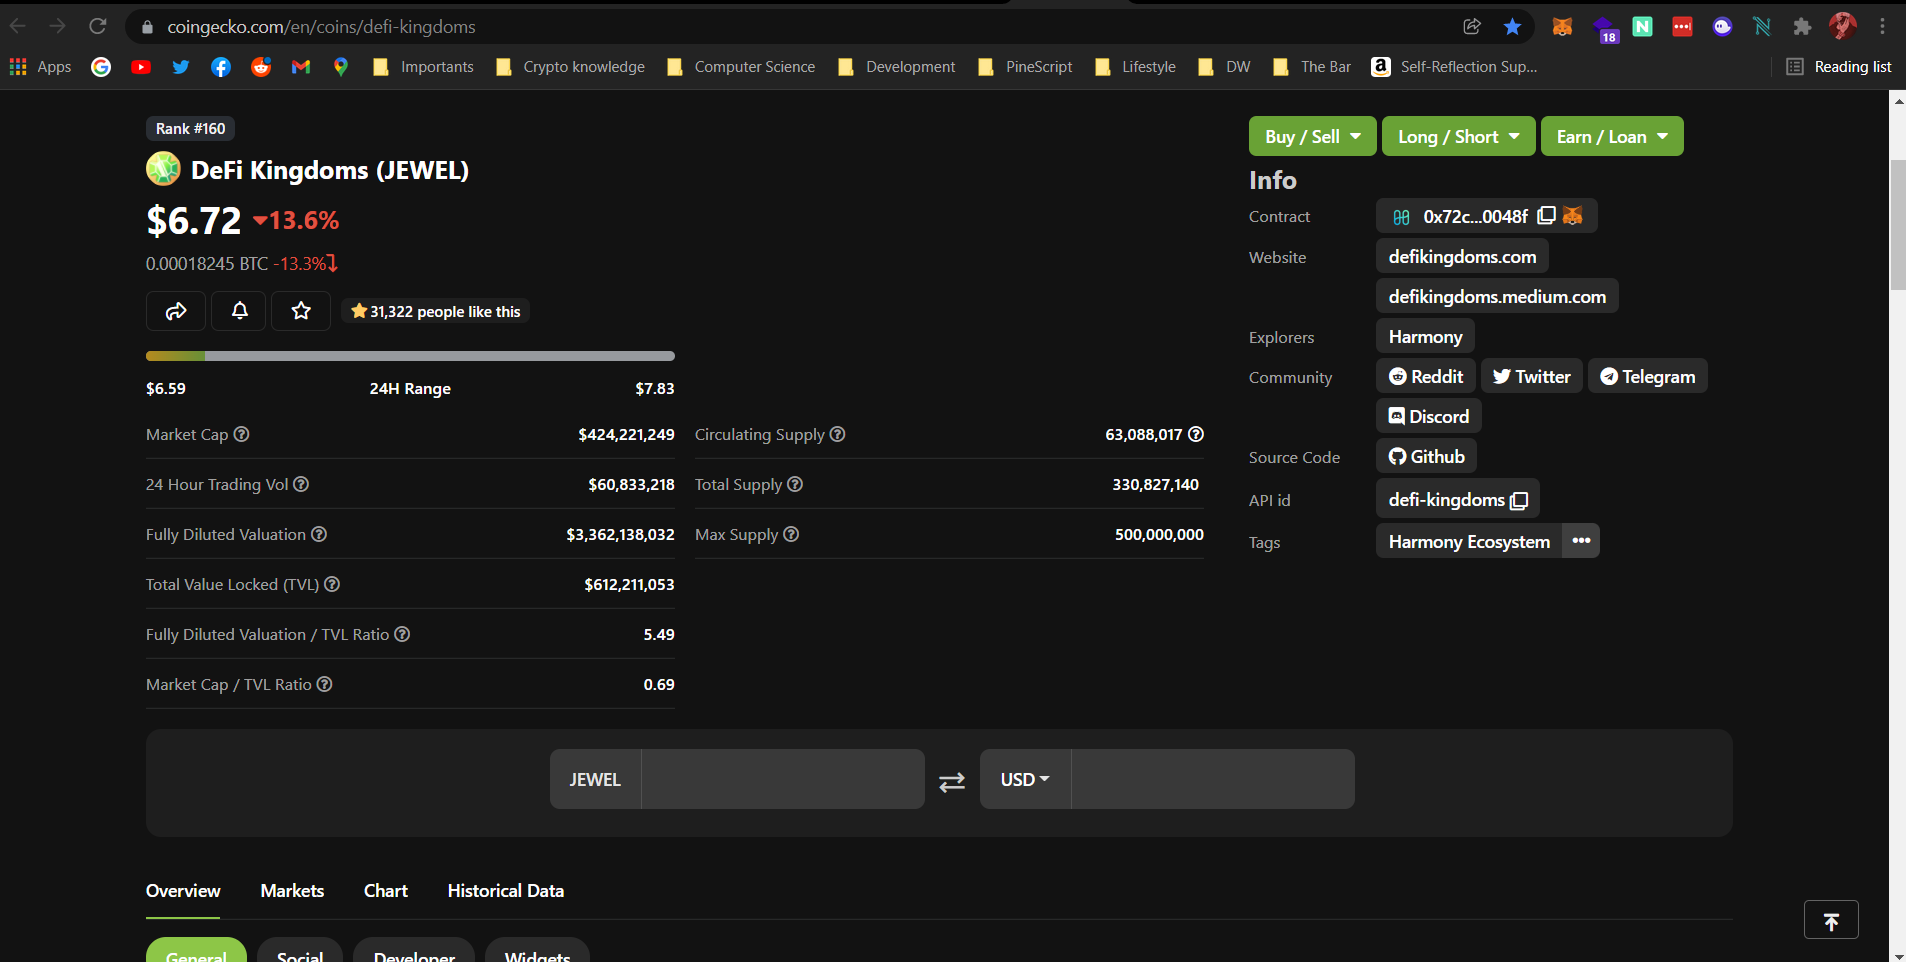 coingecko.com/en/coins/defi-kingdoms
18
Apps
Importants
Crypto knowledge
Computer Science
Development
PineScript
Lifestyle
DW
The Bar
Self-Reflection Sup...
Reading list
Rank #160
DeFi Kingdoms (JEWEL)
$6.72 13.6%
0.00018245 BTC -13.3%
31,322 people like this
$6.59 24H Range $7.83
Market Cap $424,221,249
24 Hour Trading Vol $60,833,218
Fully Diluted Valuation $3,362,138,032
Total Value Locked (TVL) $612,211,053
Fully Diluted Valuation / TVL Ratio 5.49
Market Cap / TVL Ratio 0.69
Circulating Supply 63,088,017
Total Supply 330,827,140
Max Supply 500,000,000
Buy / Sell Long / Short Earn / Loan
Info
Contract 0x72c...0048f
Website defikingdoms.com
defikingdoms.medium.com
Explorers Harmony
Community Reddit Twitter Telegram
Discord
Source Code Github
API id defi-kingdoms
Tags Harmony Ecosystem •••
JEWEL USD
Overview Markets Chart Historical Data
General Social Developer Widgets